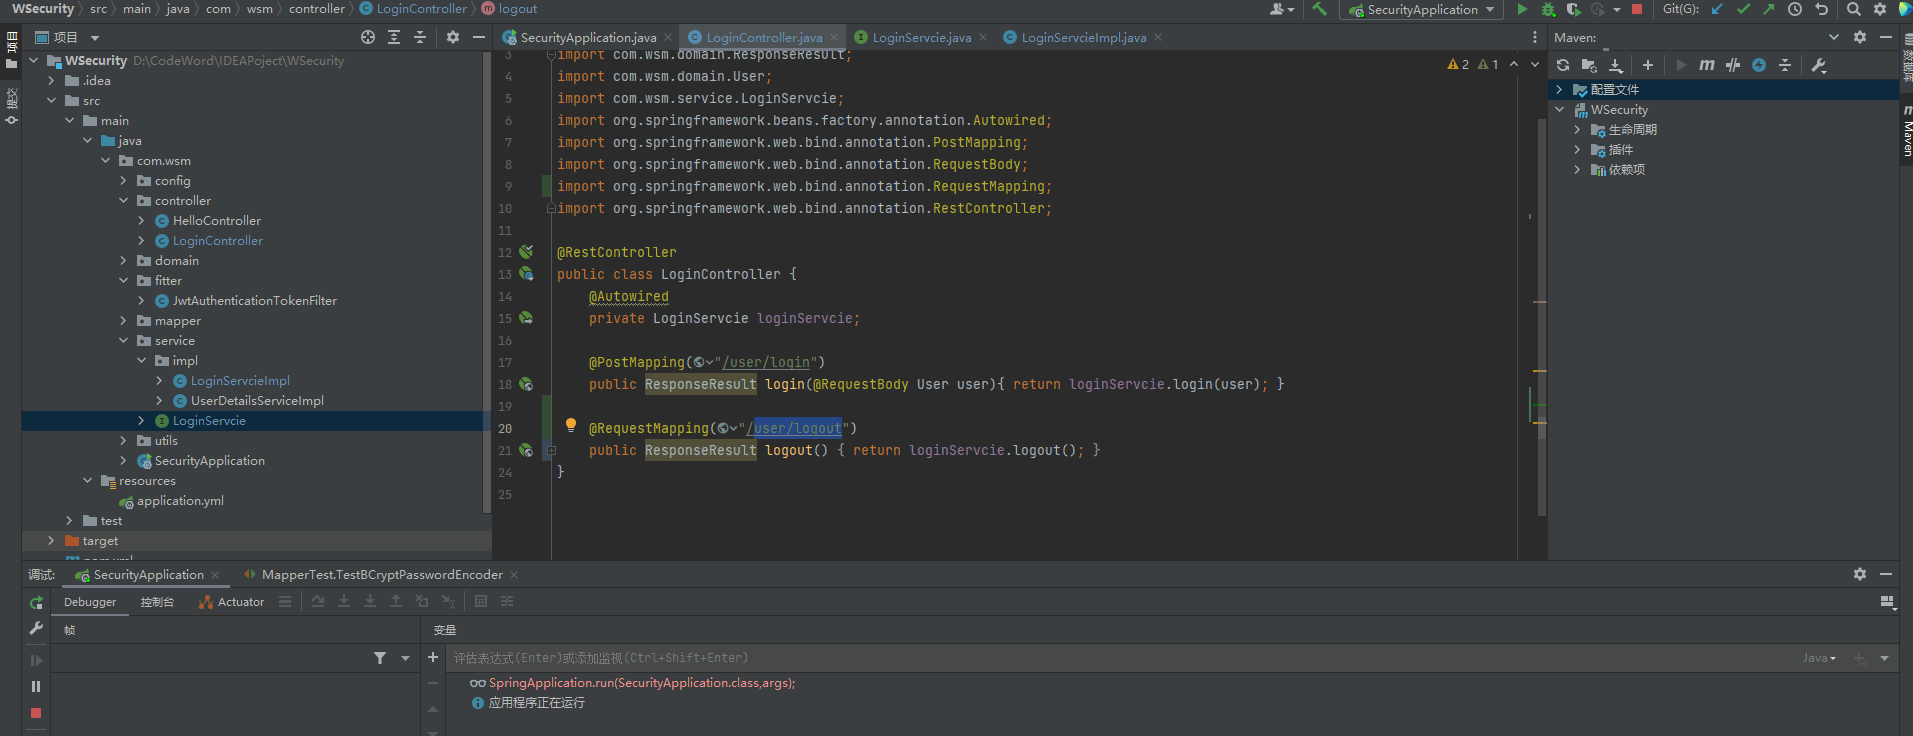 WSecurity > src > main > java > com > wsm > controller > LoginController > logout
SecurityApplication
Git(G):
项目
SecurityApplication.java
LoginController.java
LoginServcie.java
LoginServcieImpl.java
Maven:
项目
提交
WSecurity D:\CodeWord\IDEAPoject\WSecurity
.idea
src
main
java
com.wsm
config
controller
HelloController
LoginController
domain
fitter
JwtAuthenticationTokenFilter
mapper
service
impl
LoginServcieImpl
UserDetailsServiceImpl
LoginServcie
utils
SecurityApplication
resources
application.yml
test
target
pom.xml
2 1
3 import com.wsm.domain.ResponseResult;
4 import com.wsm.domain.User;
5 import com.wsm.service.LoginServcie;
6 import org.springframework.beans.factory.annotation.Autowired;
7 import org.springframework.web.bind.annotation.PostMapping;
8 import org.springframework.web.bind.annotation.RequestBody;
9 import org.springframework.web.bind.annotation.RequestMapping;
10 import org.springframework.web.bind.annotation.RestController;
11
12 @RestController
13 public class LoginController {
14 @Autowired
15 private LoginServcie loginServcie;
16
17 @PostMapping("/user/login")
18 public ResponseResult login(@RequestBody User user){ return loginServcie.login(user); }
19
20 @RequestMapping("/user/logout")
21 public ResponseResult logout() { return loginServcie.logout(); }
24 }
25
配置文件
WSecurity
生命周期
插件
依赖项
数据库
m Maven
调试:
SecurityApplication
MapperTest.TestBCryptPasswordEncoder
Debugger
控制台
Actuator
帧
变量
评估表达式(Enter)或添加监视(Ctrl+Shift+Enter)
Java
SpringApplication.run(SecurityApplication.class,args);
应用程序正在运行